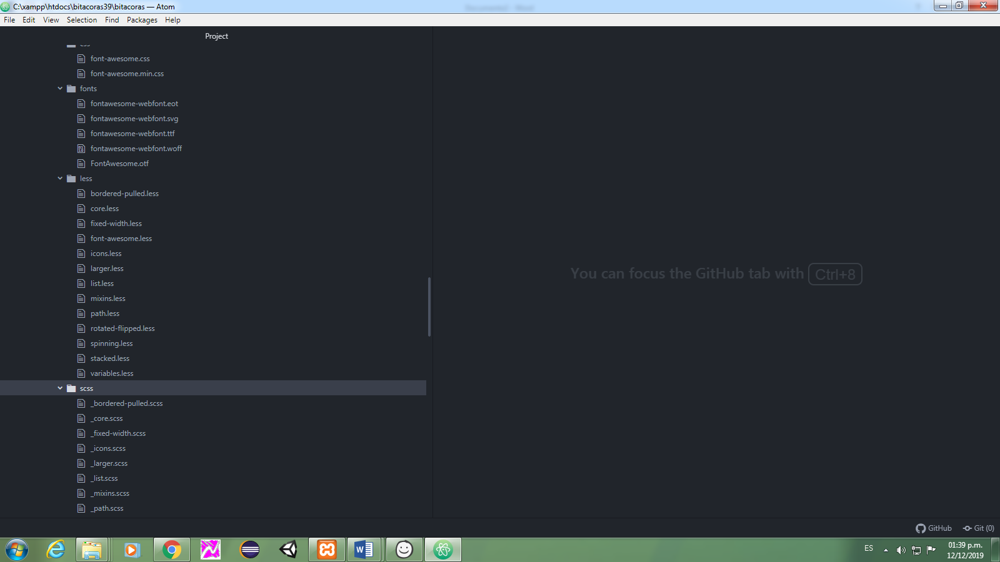 C:\xampp\htdocs\bitacoras39\bitacoras — Atom
File Edit View Selection Find Packages Help
Project
css
font-awesome.css
font-awesome.min.css
fonts
fontawesome-webfont.eot
fontawesome-webfont.svg
fontawesome-webfont.ttf
fontawesome-webfont.woff
FontAwesome.otf
less
bordered-pulled.less
core.less
fixed-width.less
font-awesome.less
icons.less
larger.less
list.less
mixins.less
path.less
rotated-flipped.less
spinning.less
stacked.less
variables.less
scss
_bordered-pulled.scss
_core.scss
_fixed-width.scss
_icons.scss
_larger.scss
_list.scss
_mixins.scss
_path.scss
You can focus the GitHub tab with Ctrl+8
GitHub Git (0)
ES
01:39 p.m.
12/12/2019